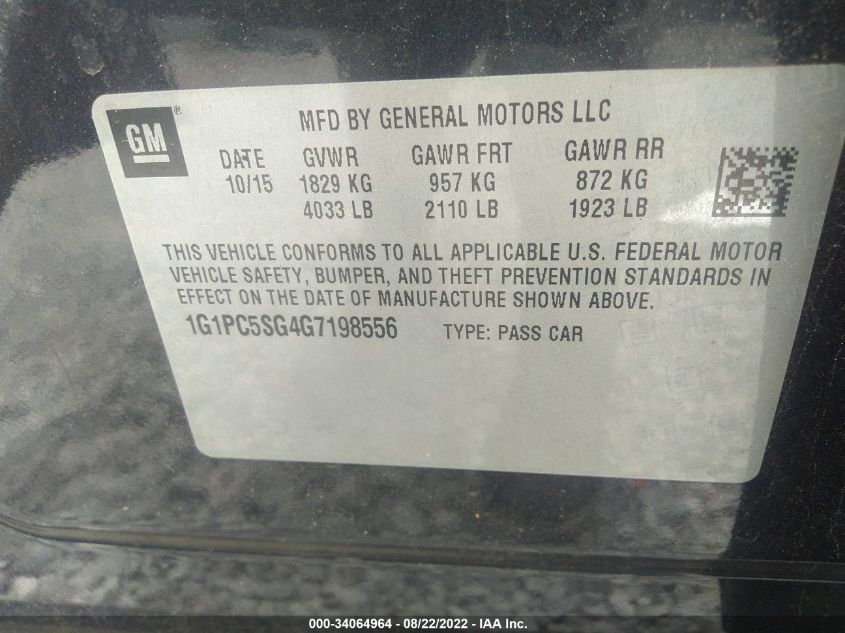 GM®
MFD BY GENERAL MOTORS LLC
DATE GVWR GAWR FRT GAWR RR
10/15 1829 KG 957 KG 872 KG
4033 LB 2110 LB 1923 LB
THIS VEHICLE CONFORMS TO ALL APPLICABLE U.S. FEDERAL MOTOR
VEHICLE SAFETY, BUMPER, AND THEFT PREVENTION STANDARDS IN
EFFECT ON THE DATE OF MANUFACTURE SHOWN ABOVE.
1G1PC5SG4G7198556 TYPE: PASS CAR
000-34064964 - 08/22/2022 - IAA Inc.